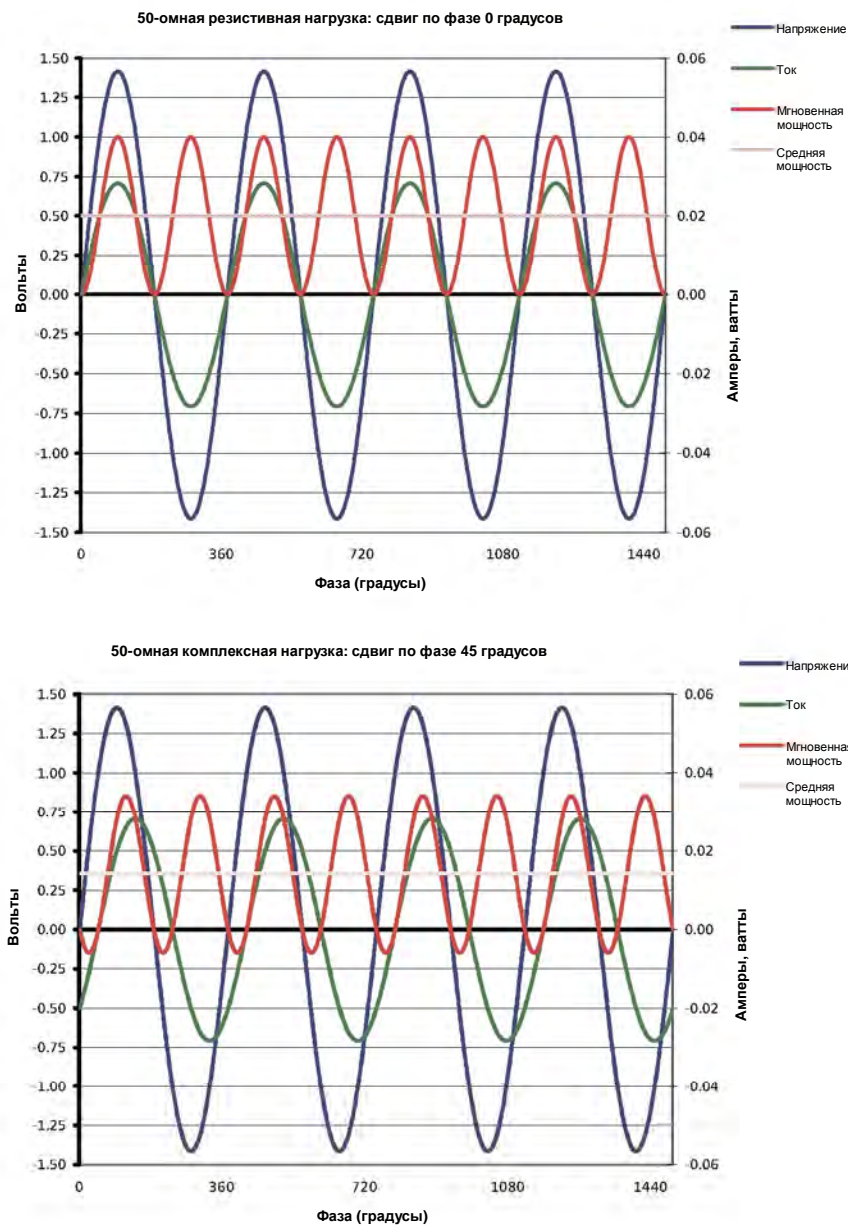 50-омная резистивная нагрузка: сдвиг по фазе 0 градусов
Напряжение
Ток
Мгновенная
мощность
Средняя
мощность
1.50
1.25
1.00
0.75
0.50
0.25
0.00
-0.25
-0.50
-0.75
-1.00
-1.25
-1.50
Вольты
0.06
0.04
0.02
0.00
-0.02
-0.04
-0.06
Амперы, ватты
0 360 720 1080 1440
Фаза (градусы)
50-омная комплексная нагрузка: сдвиг по фазе 45 градусов
Напряжени
Ток
Мгновенная
мощность
Средняя
мощность
1.50
1.25
1.00
0.75
0.50
0.25
0.00
-0.25
-0.50
-0.75
-1.00
-1.25
-1.50
Вольты
0.06
0.04
0.02
0.00
-0.02
-0.04
-0.06
Амперы, ватты
0 360 720 1080 1440
Фаза (градусы)